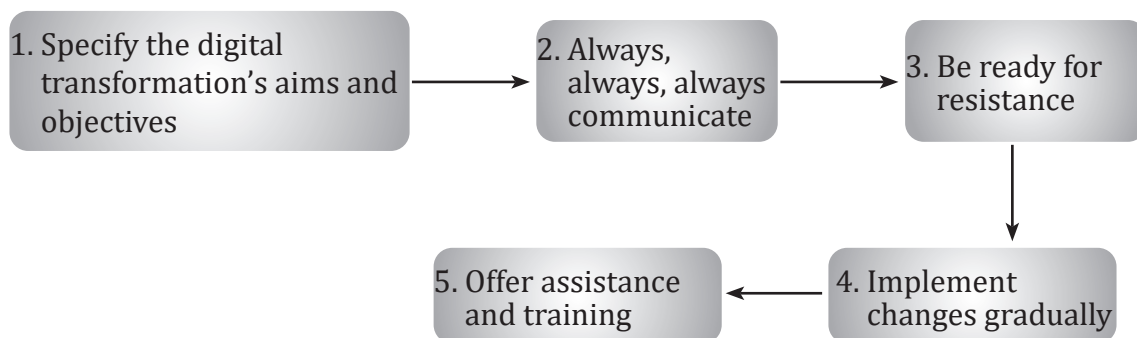 1. Specify the digital
transformation’s aims and
objectives
2. Always,
always, always
communicate
3. Be ready for
resistance
4. Implement
changes gradually
5. Offer assistance
and training